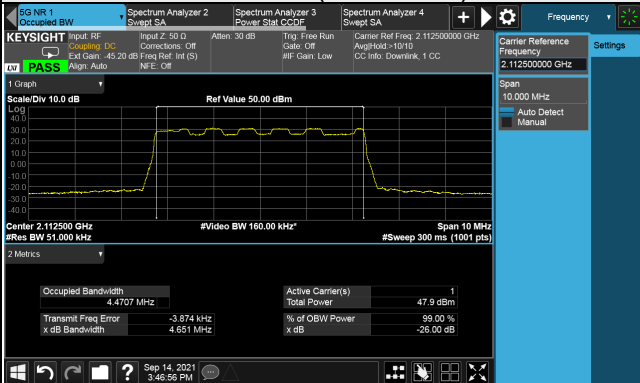 5G NR 1
Occupied BW
Spectrum Analyzer 2
Swept SA
Spectrum Analyzer 3
Power Stat CCDF
Spectrum Analyzer 4
Swept SA
Frequency
KEYSIGHT
Input: RF
Coupling: DC
Ext Gain: -45.20 dB
Align: Auto
Input Z: 50 Ω
Corrections: Off
Freq Ref: Int (S)
NFE: Off
Atten: 30 dB
Trig: Free Run
Gate: Off
#IF Gain: Low
Carrier Ref Freq: 2.112500000 GHz
Avg|Hold:>10/10
CC Info: Downlink, 1 CC
LXI
PASS
Carrier Reference
Frequency
2.112500000 GHz
Settings
Span
10.000 MHz
Auto Detect
Manual
1 Graph
Scale/Div 10.0 dB
Ref Value 50.00 dBm
Log
40.0
30.0
20.0
10.0
0.00
-10.0
-20.0
-30.0
-40.0
Center 2.112500 GHz
#Video BW 160.00 kHz*
Span 10 MHz
#Res BW 51.000 kHz
#Sweep 300 ms (1001 pts)
2 Metrics
Occupied Bandwidth
4.4707 MHz
Active Carrier(s) 1
Total Power 47.9 dBm
Transmit Freq Error -3.874 kHz
x dB Bandwidth 4.651 MHz
% of OBW Power 99.00 %
x dB -26.00 dB
Sep 14, 2021
3:46:56 PM